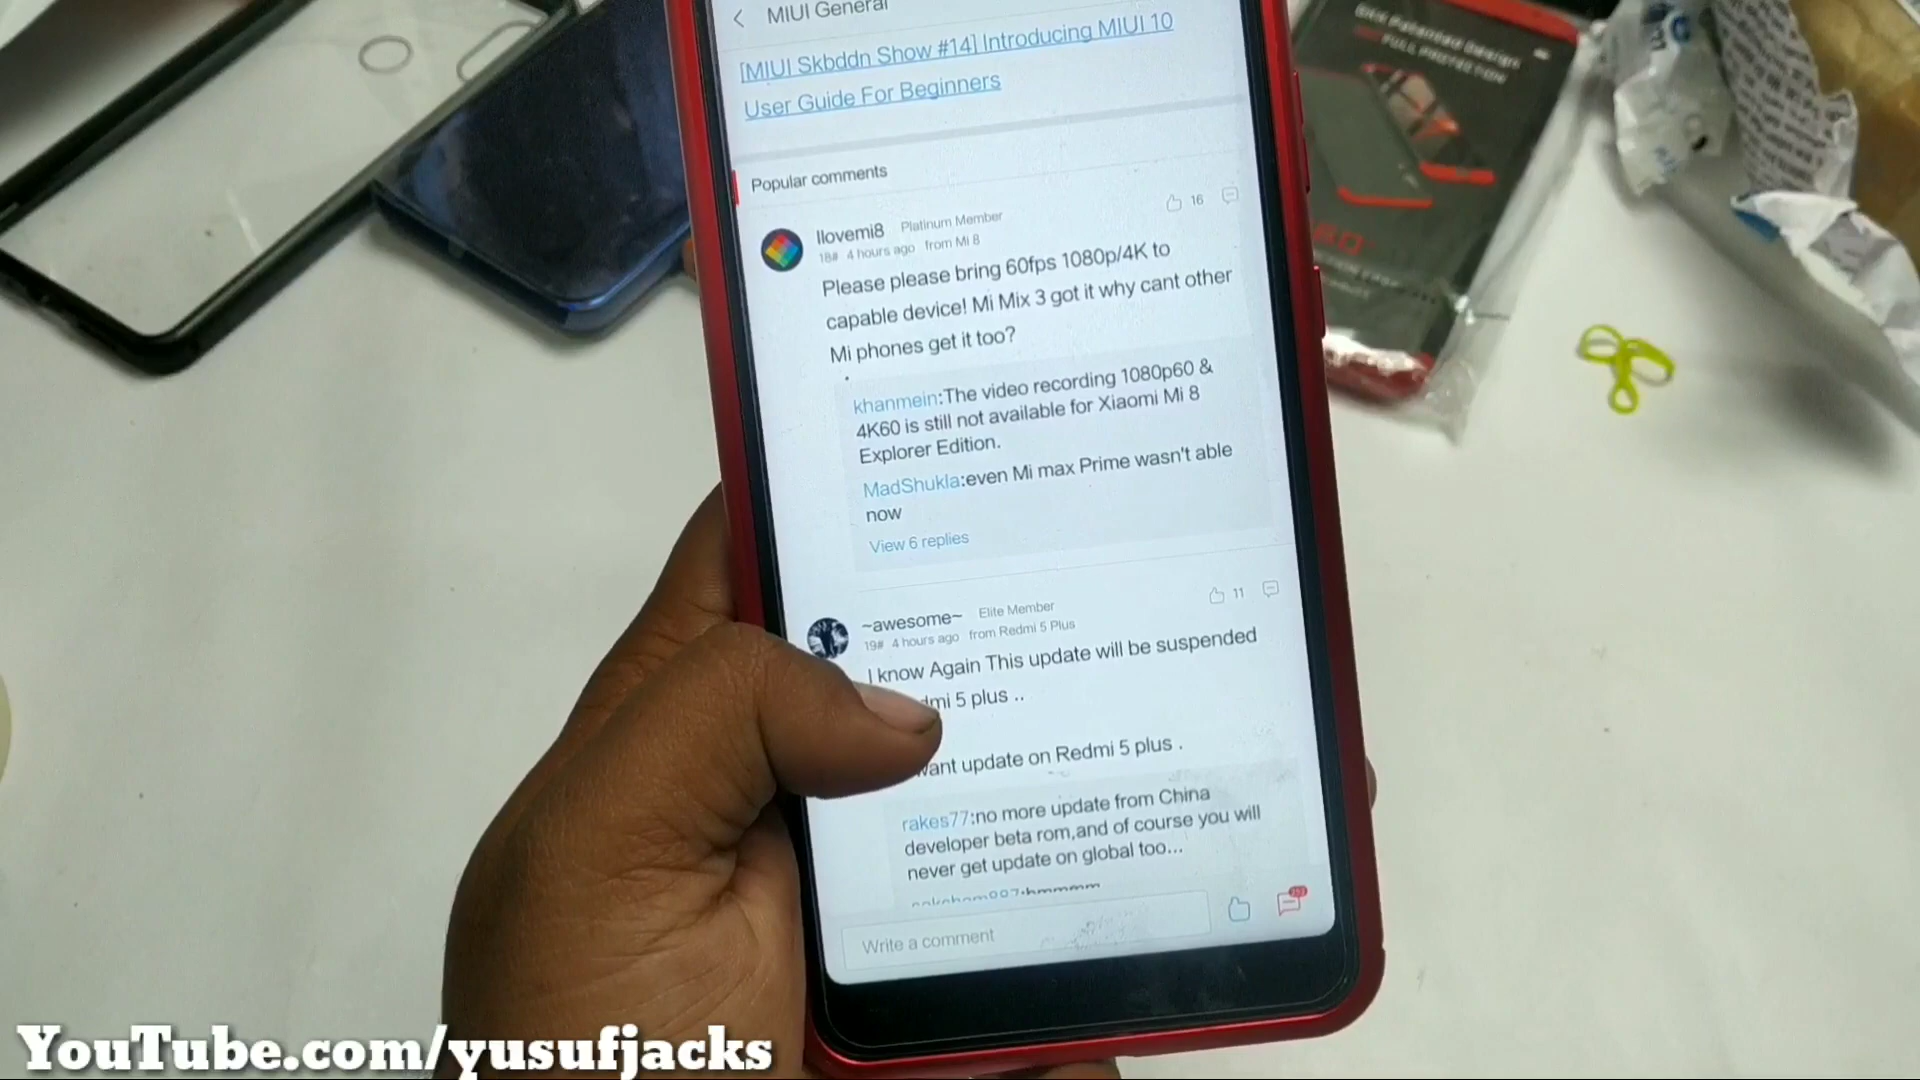 MIUI General
[MIUI Skbddn Show #14] Introducing MIUI 10
User Guide For Beginners
Popular comments
Ilovemi8 Platinum Member
16
18# 4 hours ago from Mi 8
Please please bring 60fps 1080p/4K to
capable device! Mi Mix 3 got it why cant other
Mi phones get it too?
khanmein:The video recording 1080p60 &
4K60 is still not available for Xiaomi Mi 8
Explorer Edition.
MadShukla:even Mi max Prime wasn't able
now
View 6 replies
~awesome~ Elite Member
11
19# 4 hours ago from Redmi 5 Plus
I know Again This update will be suspended
dmi 5 plus ..
want update on Redmi 5 plus .
rakes77:no more update from China
developer beta rom,and of course you will
never get update on global too...
Write a comment
Patented Design
FULL PROTECTION
YouTube.com/yusufjacks